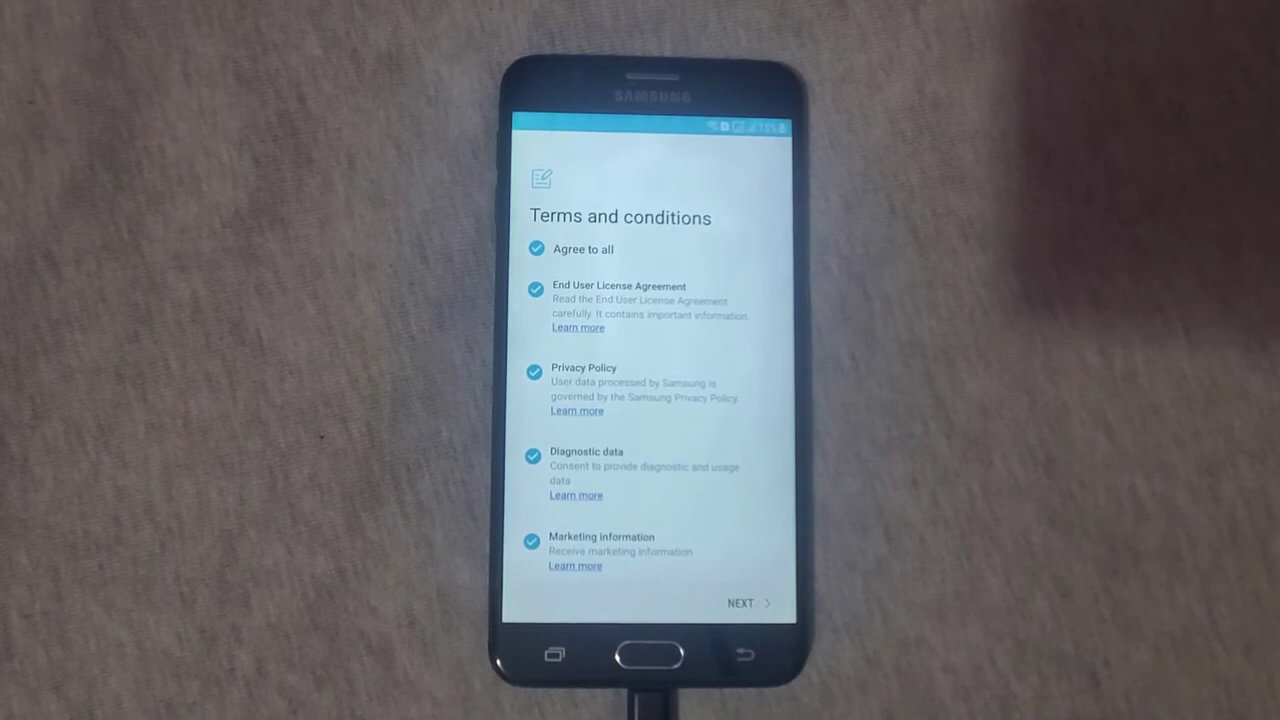 SAMSUNG
15%
Terms and conditions
Agree to all
End User License Agreement
Read the End User License Agreement
carefully. It contains important information.
Learn more
Privacy Policy
User data processed by Samsung is
governed by the Samsung Privacy Policy.
Learn more
Diagnostic data
Consent to provide diagnostic and usage
data
Learn more
Marketing information
Receive marketing information
Learn more
NEXT